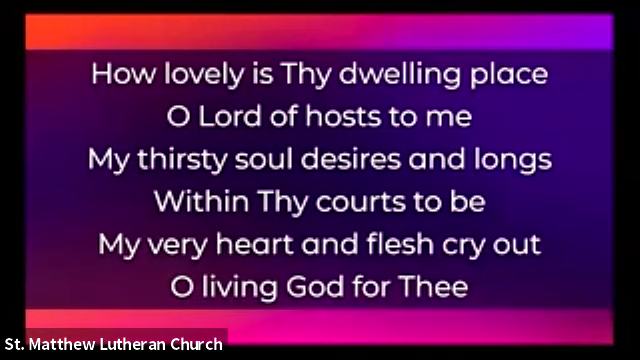 How lovely is Thy dwelling place
O Lord of hosts to me
My thirsty soul desires and longs
Within Thy courts to be
My very heart and flesh cry out
O living God for Thee
St. Matthew Lutheran Church